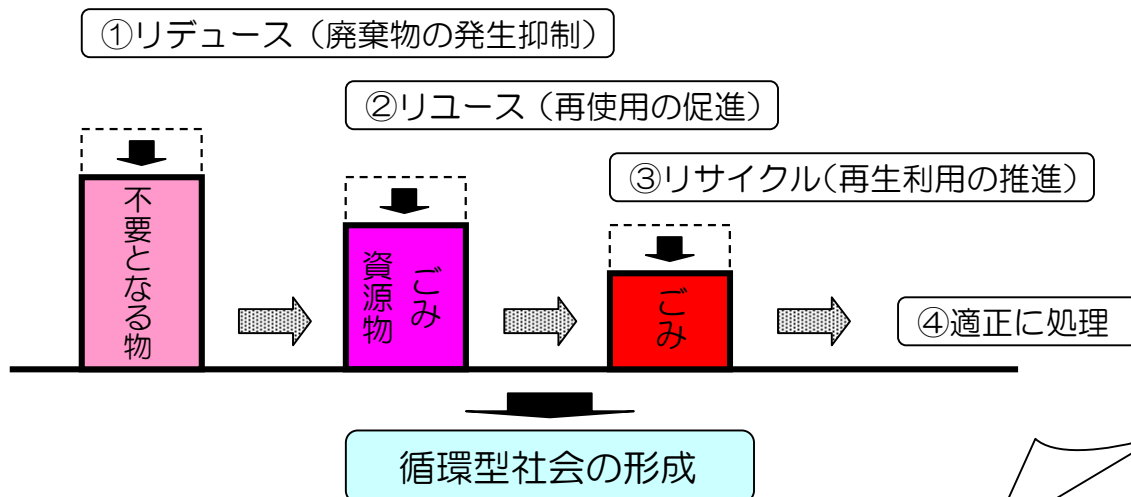 ①リデュース（廃棄物の発生抑制）
②リユース（再使用の促進）
③リサイクル（再生利用の推進）
不要となる物
ごみ
資源物
ごみ
④適正に処理
循環型社会の形成